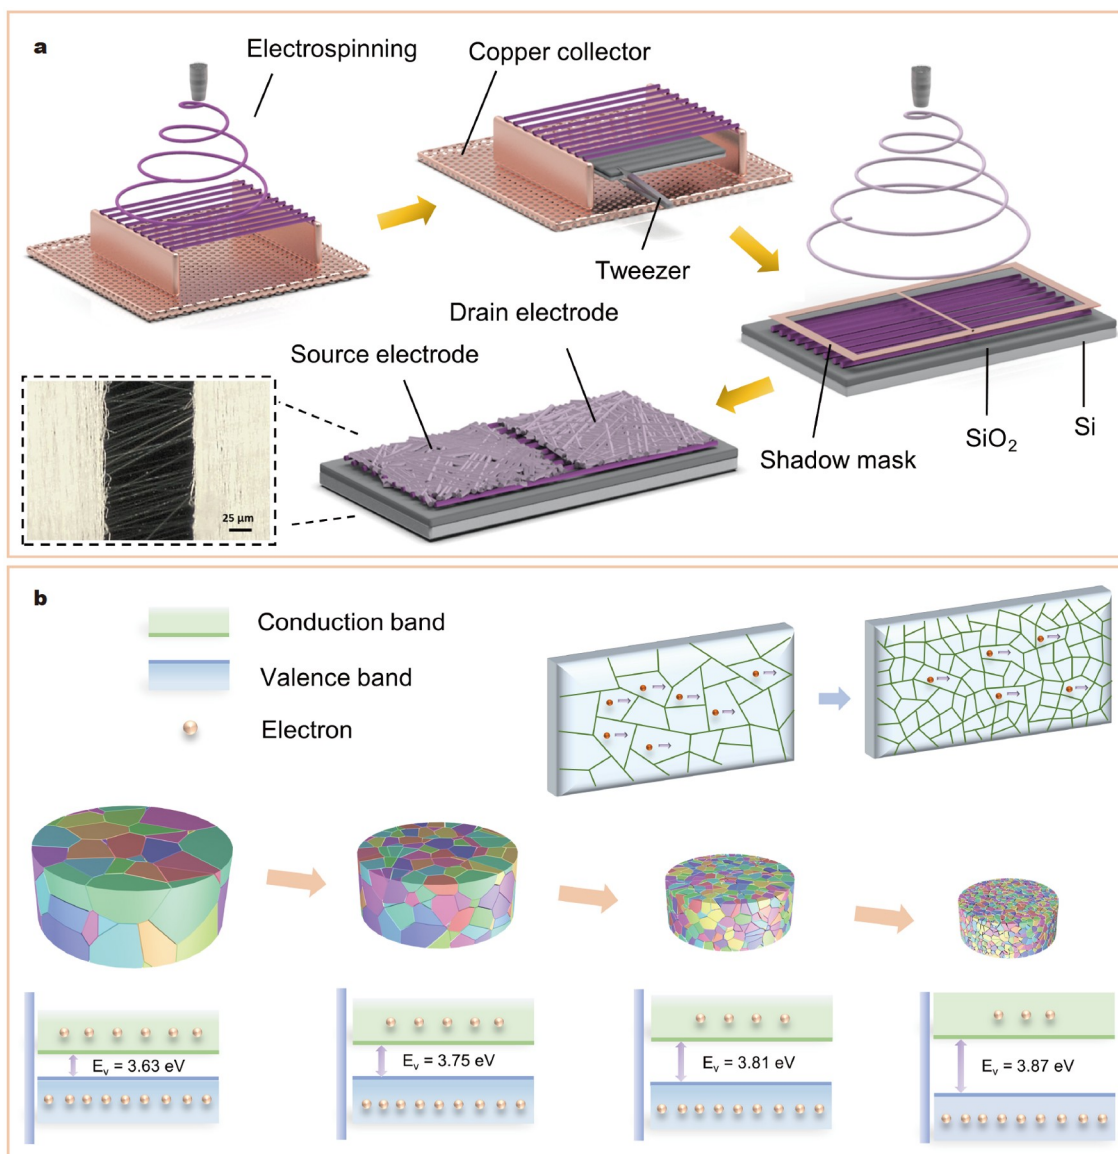 a
Electrospinning
Copper collector
Tweezer
Drain electrode
Source electrode
Shadow mask
SiO₂
Si
25 μm
b
Conduction band
Valence band
Electron
Eᵥ = 3.63 eV
Eᵥ = 3.75 eV
Eᵥ = 3.81 eV
Eᵥ = 3.87 eV